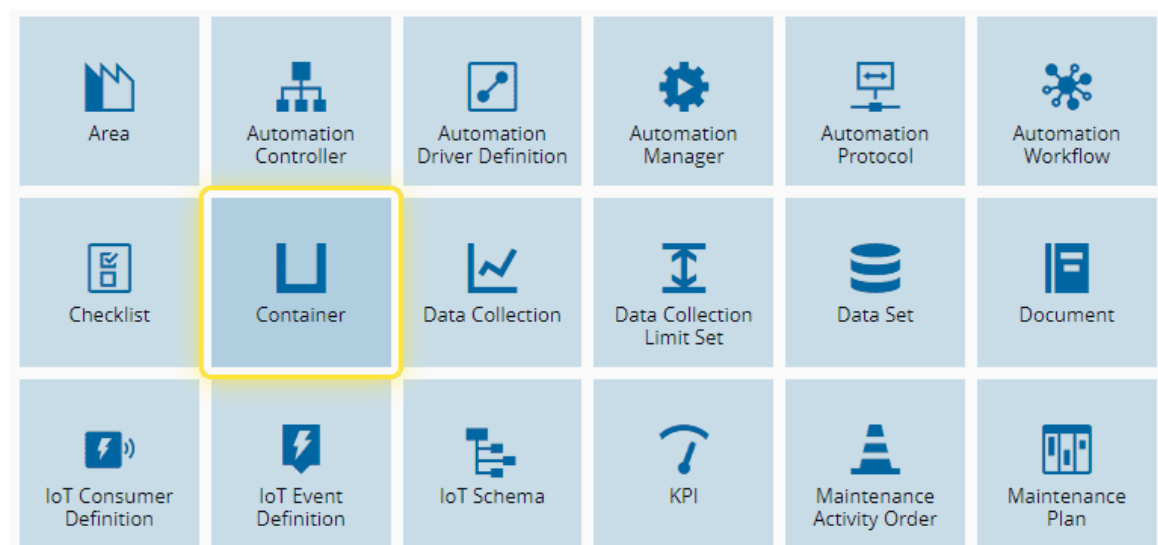 Area
Automation
Controller
Automation
Driver Definition
Automation
Manager
Automation
Protocol
Automation
Workflow
Checklist
Container
Data Collection
Data Collection
Limit Set
Data Set
Document
IoT Consumer
Definition
IoT Event
Definition
IoT Schema
KPI
Maintenance
Activity Order
Maintenance
Plan